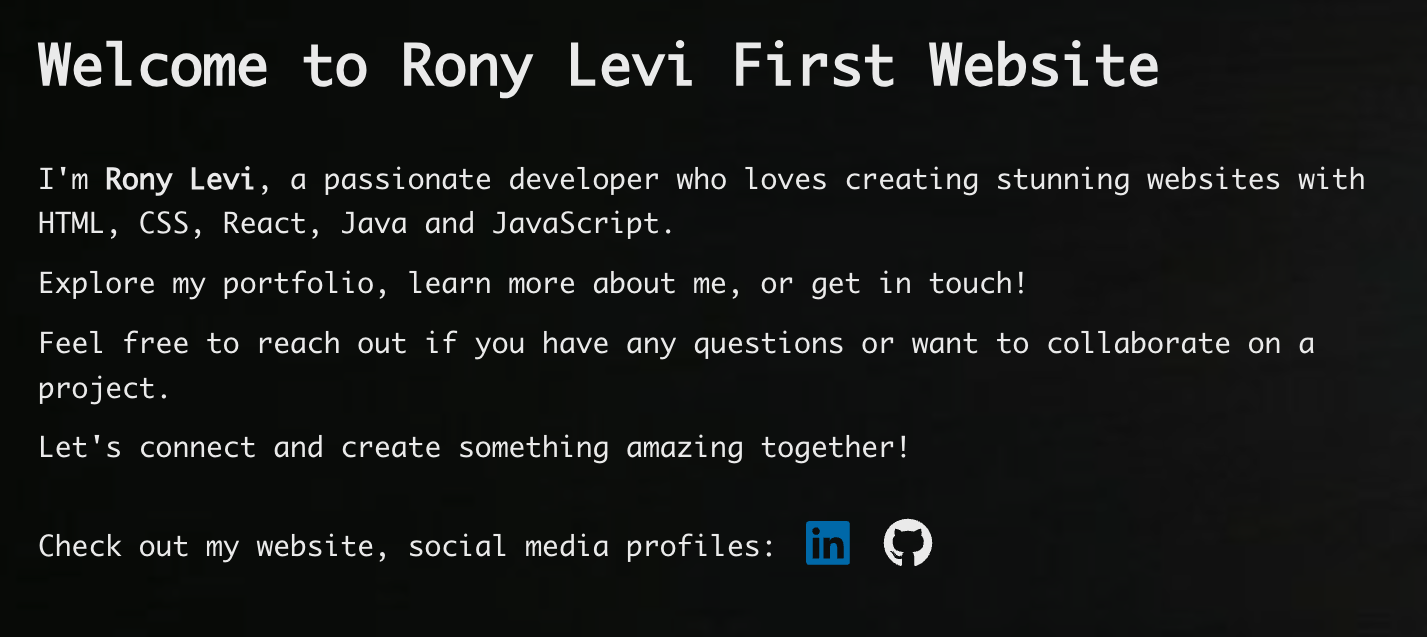 Welcome to Rony Levi First Website
I'm Rony Levi, a passionate developer who loves creating stunning websites with
HTML, CSS, React, Java and JavaScript.
Explore my portfolio, learn more about me, or get in touch!
Feel free to reach out if you have any questions or want to collaborate on a
project.
Let's connect and create something amazing together!
Check out my website, social media profiles: in